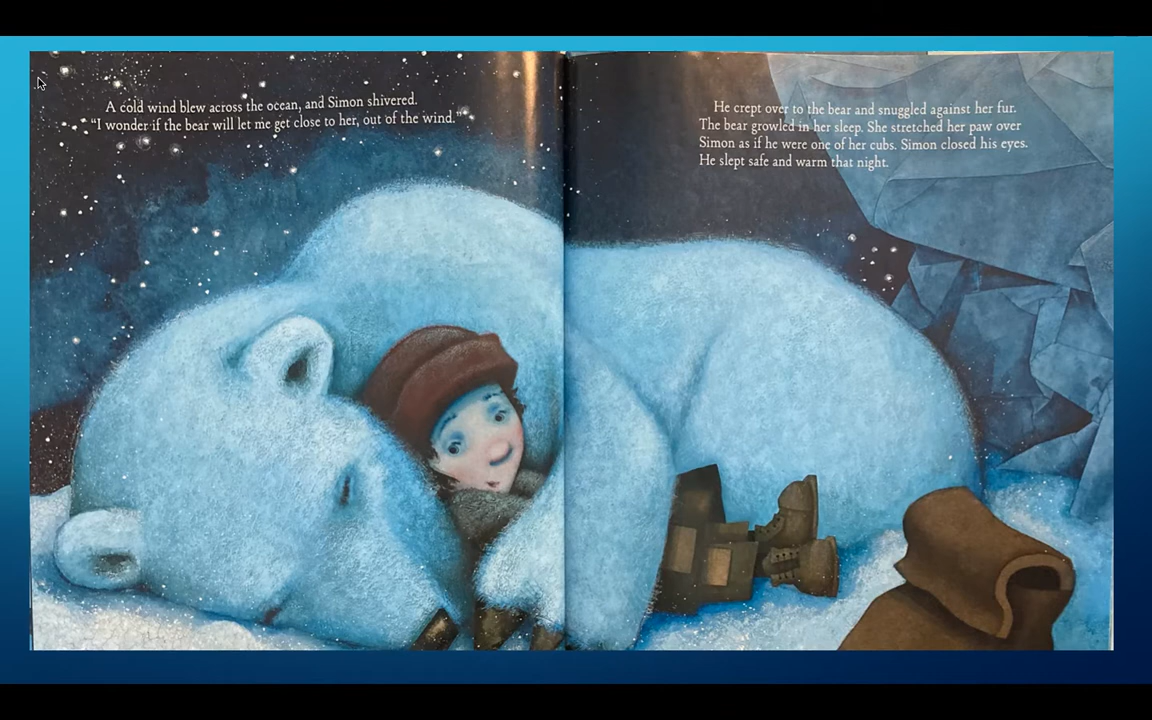 A cold wind blew across the ocean, and Simon shivered.
“I wonder if the bear will let me get close to her, out of the wind.”
He crept over to the bear and snuggled against her fur.
The bear growled in her sleep. She stretched her paw over
Simon as if he were one of her cubs. Simon closed his eyes.
He slept safe and warm that night.